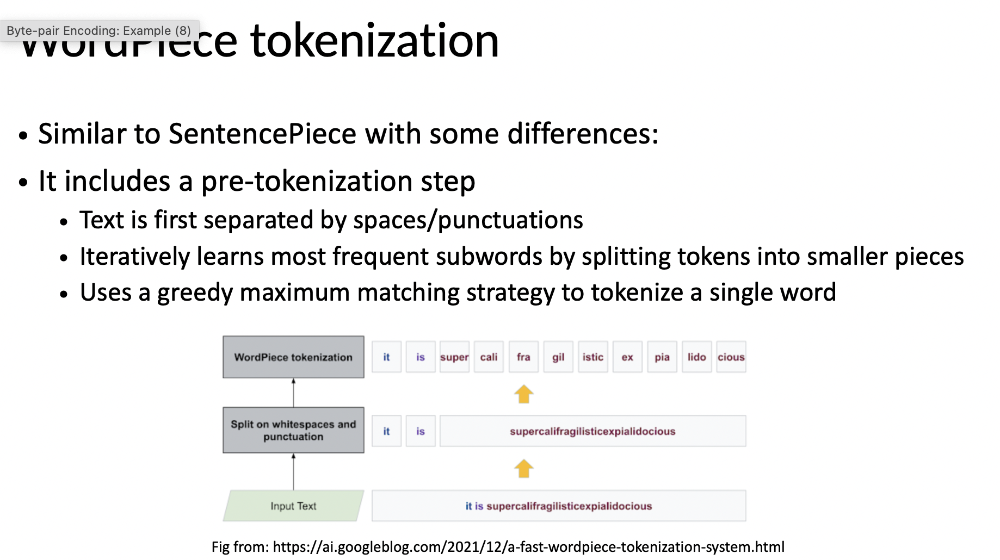 Byte-pair Encoding: Example (8)
WordPiece tokenization
• Similar to SentencePiece with some differences:
• It includes a pre-tokenization step
• Text is first separated by spaces/punctuations
• Iteratively learns most frequent subwords by splitting tokens into smaller pieces
• Uses a greedy maximum matching strategy to tokenize a single word
WordPiece tokenization
it is super cali fra gil istic ex pia lido cious
Split on whitespaces and
punctuation
it is supercalifragilisticexpialidocious
Input Text
it is supercalifragilisticexpialidocious
Fig from: https://ai.googleblog.com/2021/12/a-fast-wordpiece-tokenization-system.html